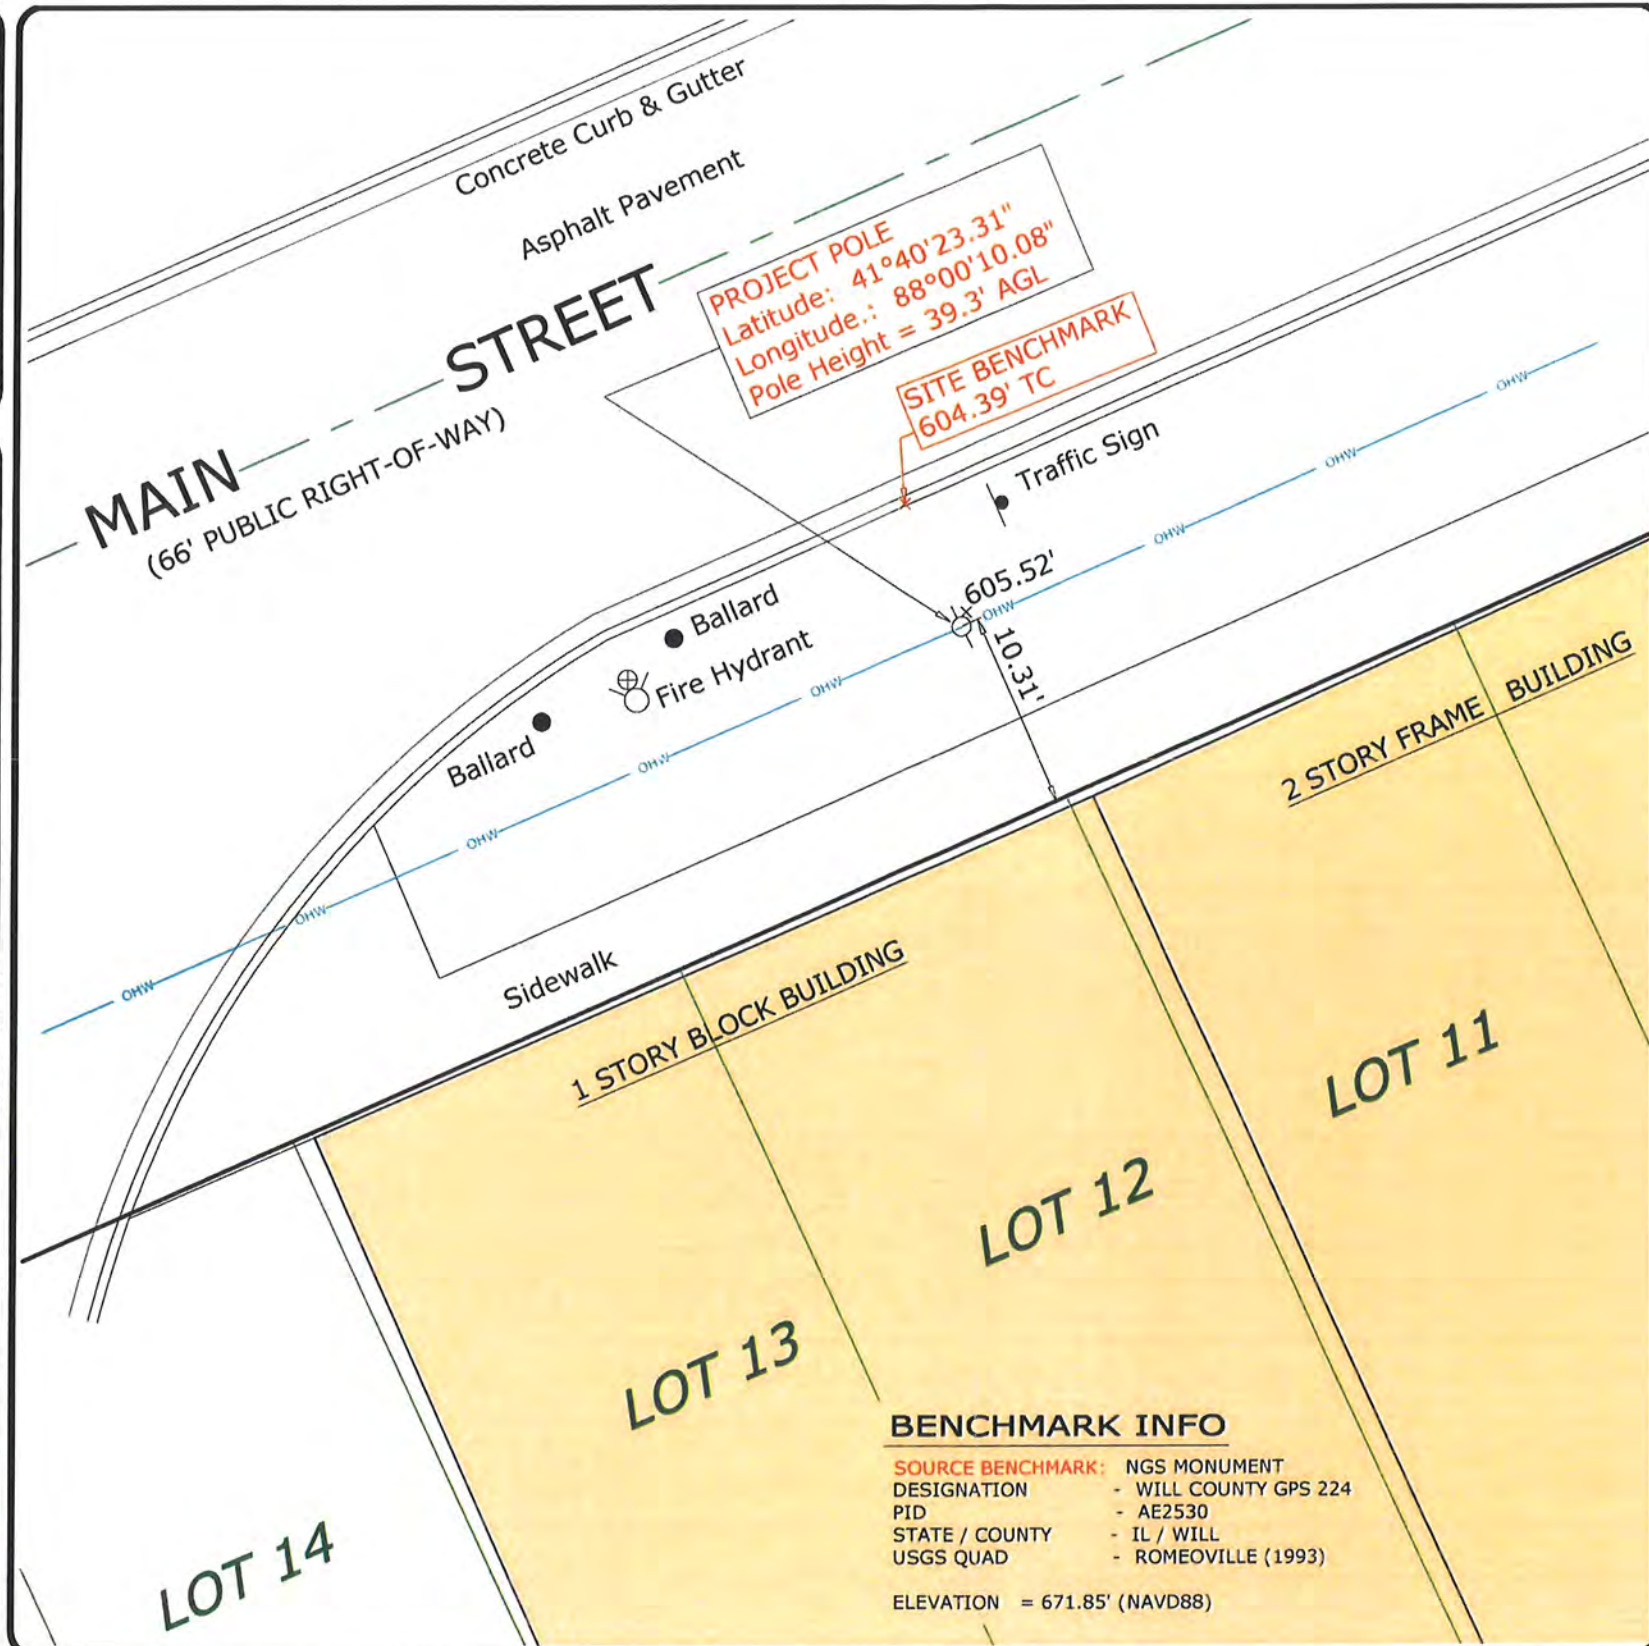 Concrete Curb & Gutter
Asphalt Pavement
MAIN STREET
(66' PUBLIC RIGHT-OF-WAY)
PROJECT POLE
Latitude: 41°40'23.31"
Longitude.: 88°00'10.08"
Pole Height = 39.3' AGL
SITE BENCHMARK
604.39' TC
Traffic Sign
OHW
OHW
OHW
605.52'
OHW
10.31'
Ballard
Fire Hydrant
OHW
Ballard
OHW
OHW
OHW
OHW
Sidewalk
2 STORY FRAME BUILDING
1 STORY BLOCK BUILDING
LOT 11
LOT 12
LOT 13
LOT 14
BENCHMARK INFO
SOURCE BENCHMARK: NGS MONUMENT
DESIGNATION - WILL COUNTY GPS 224
PID - AE2530
STATE / COUNTY - IL / WILL
USGS QUAD - ROMEOVILLE (1993)
ELEVATION = 671.85' (NAVD88)